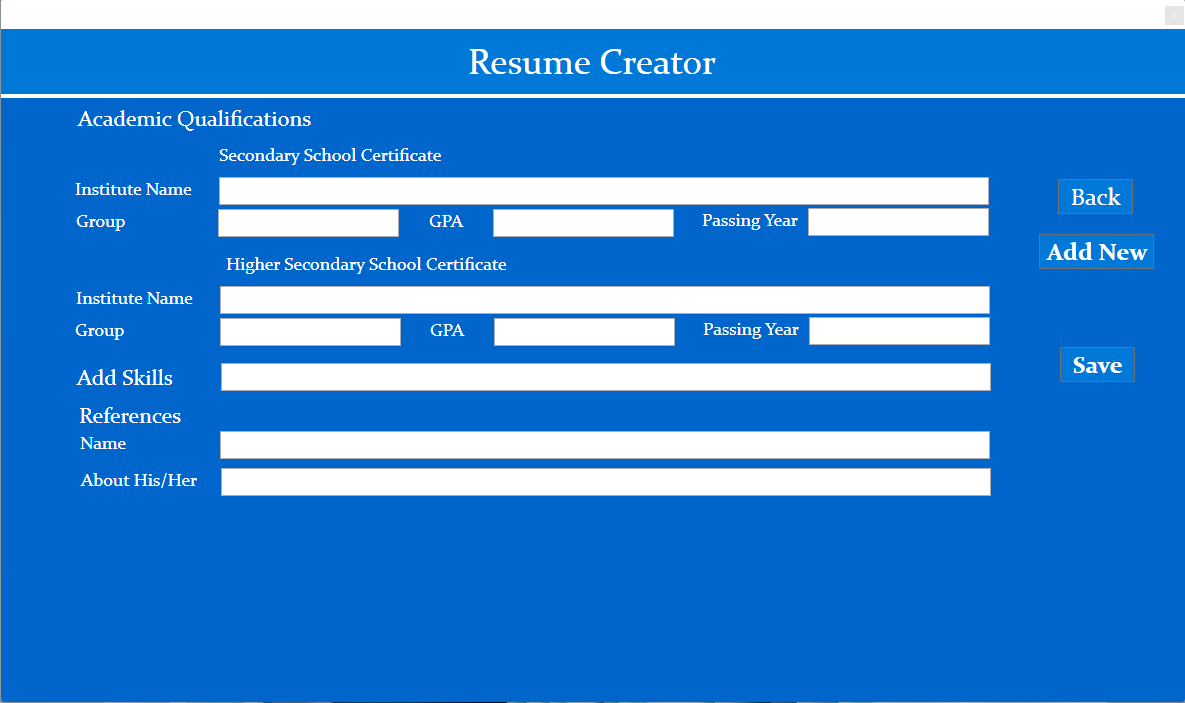 Resume Creator
Academic Qualifications
Secondary School Certificate
Institute Name
Back
Group GPA Passing Year
Add New
Higher Secondary School Certificate
Institute Name
Group GPA Passing Year
Save
Add Skills
References
Name
About His/Her